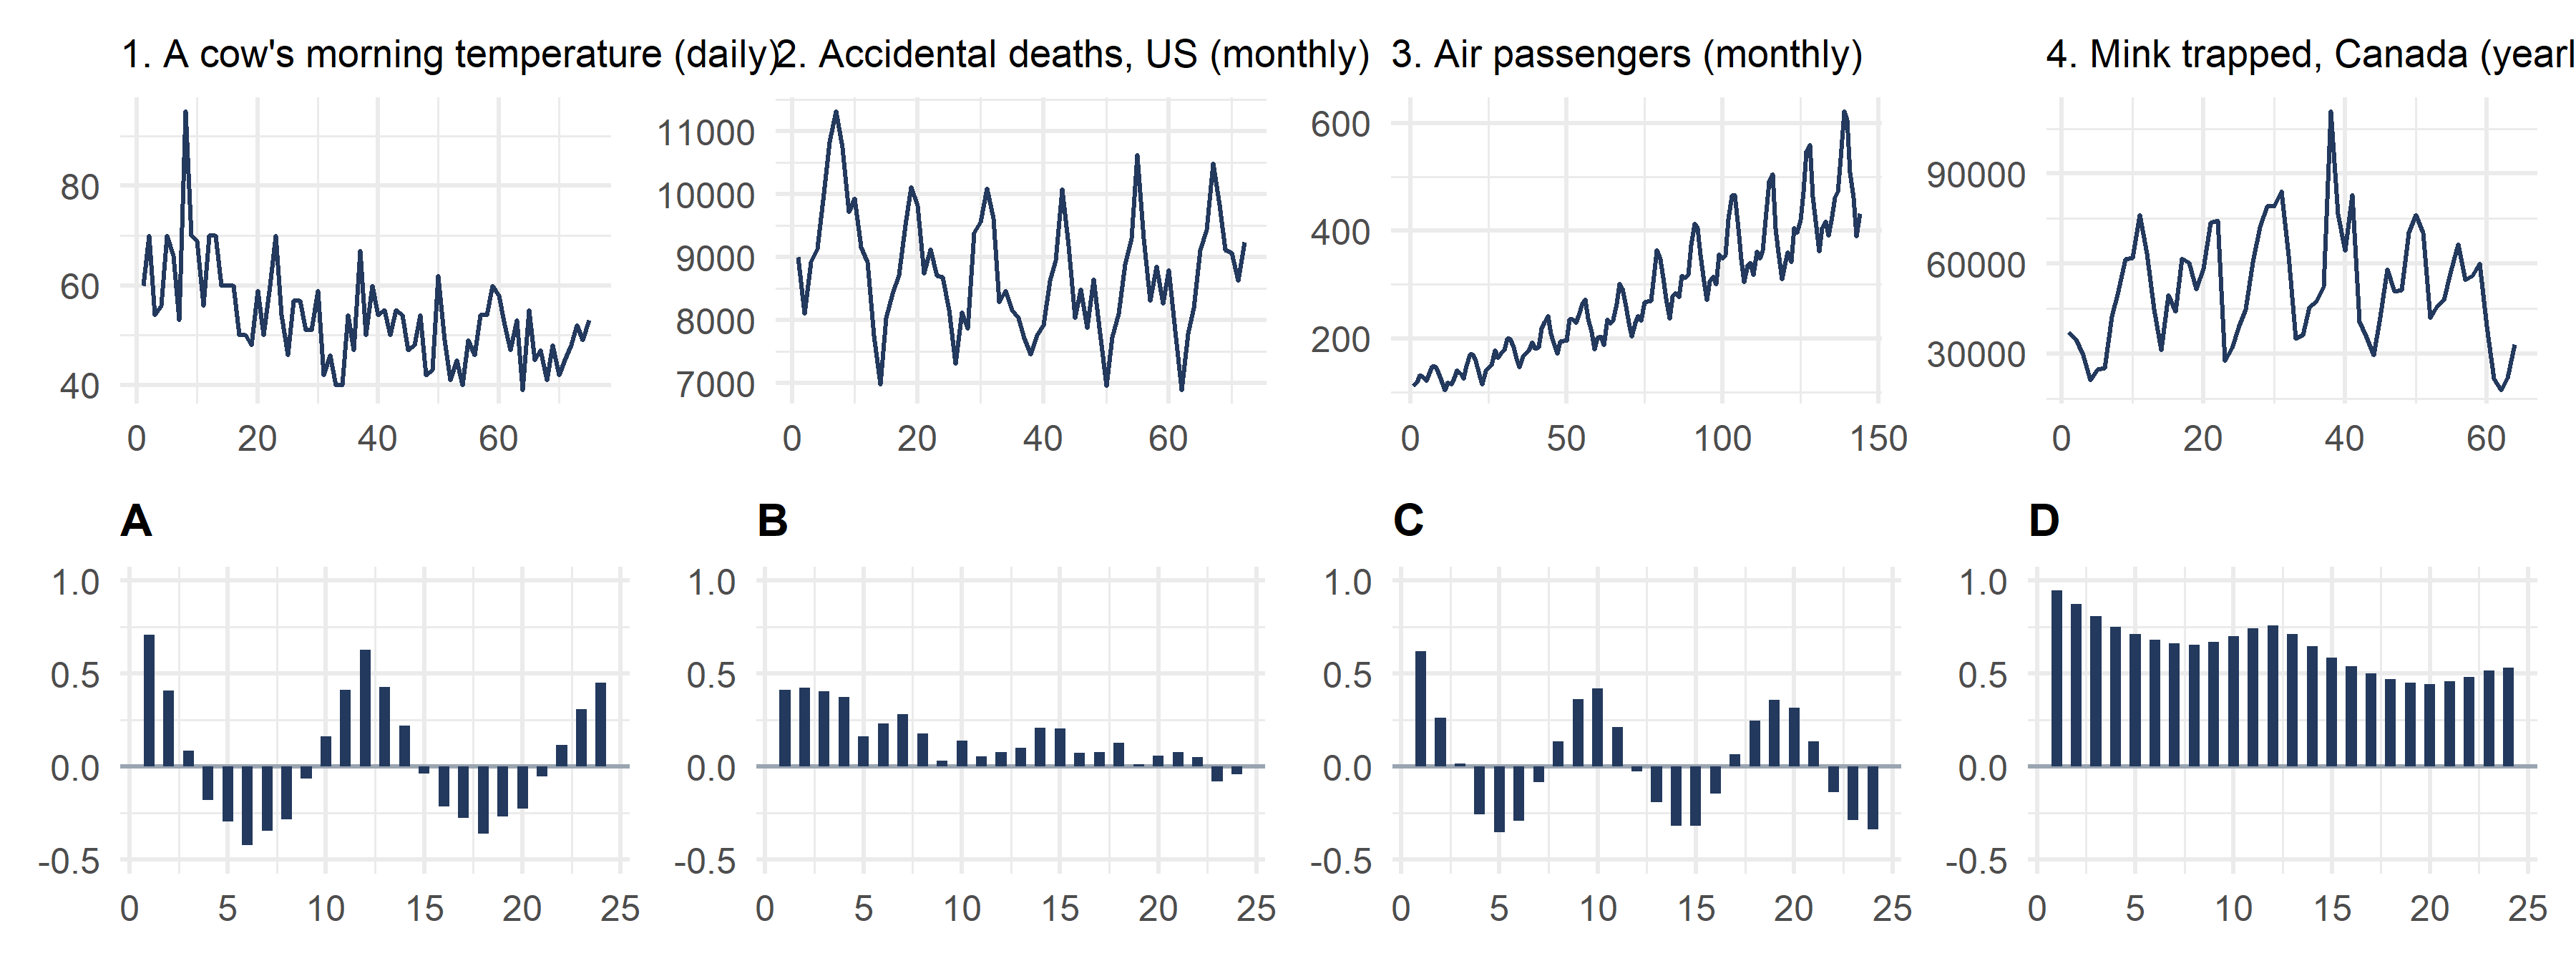 1. A cow's morning temperature (daily)
2. Accidental deaths, US (monthly)
3. Air passengers (monthly)
4. Mink trapped, Canada (yearl
80
60
40
0 20 40 60
11000
10000
9000
8000
7000
0 20 40 60
600
400
200
0 50 100 150
90000
60000
30000
0 20 40 60
A
1.0
0.5
0.0
-0.5
0 5 10 15 20 25
B
1.0
0.5
0.0
-0.5
0 5 10 15 20 25
C
1.0
0.5
0.0
-0.5
0 5 10 15 20 25
D
1.0
0.5
0.0
-0.5
0 5 10 15 20 25